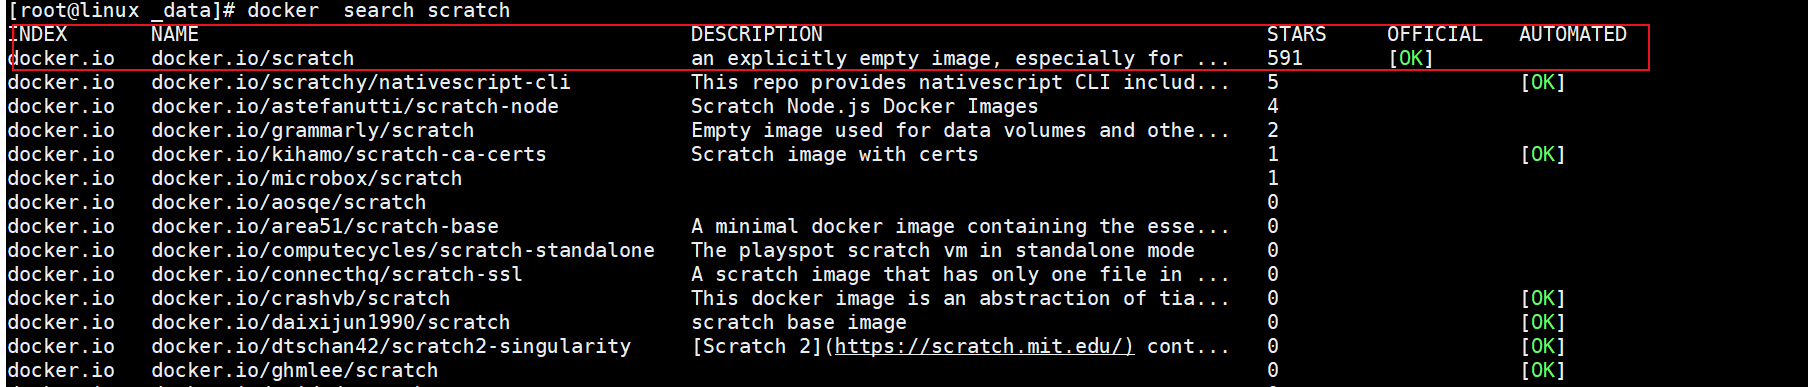 [root@linux _data]# docker  search scratch
INDEX NAME DESCRIPTION STARS OFFICIAL AUTOMATED
docker.io docker.io/scratch an explicitly empty image, especially for ... 591 [OK]
docker.io docker.io/scratchy/nativescript-cli This repo provides nativescript CLI includ... 5 [OK]
docker.io docker.io/astefanutti/scratch-node Scratch Node.js Docker Images 4
docker.io docker.io/grammarly/scratch Empty image used for data volumes and othe... 2
docker.io docker.io/kihamo/scratch-ca-certs Scratch image with certs 1 [OK]
docker.io docker.io/microbox/scratch 1
docker.io docker.io/aosqe/scratch 0
docker.io docker.io/area51/scratch-base A minimal docker image containing the esse... 0
docker.io docker.io/computecycles/scratch-standalone The playspot scratch vm in standalone mode 0
docker.io docker.io/connecthq/scratch-ssl A scratch image that has only one file in ... 0
docker.io docker.io/crashvb/scratch This docker image is an abstraction of tia... 0 [OK]
docker.io docker.io/daixijun1990/scratch scratch base image 0 [OK]
docker.io docker.io/dtschan42/scratch2-singularity [Scratch 2](https://scratch.mit.edu/) cont... 0 [OK]
docker.io docker.io/ghmlee/scratch 0 [OK]